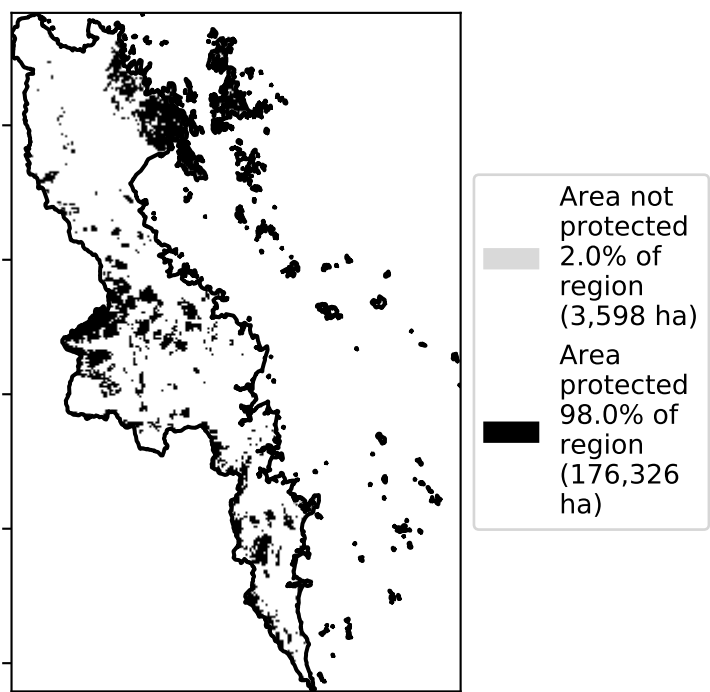 Area not
protected
2.0% of
region
(3,598 ha)
Area
protected
98.0% of
region
(176,326
ha)